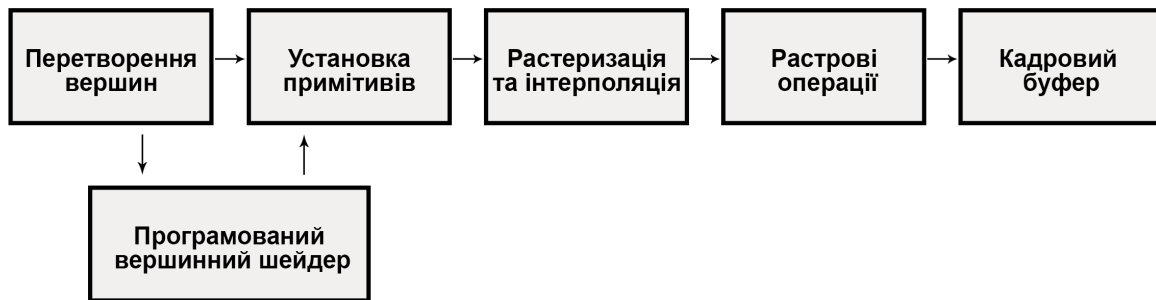 Перетворення
вершин
Установка
примітивів
Растеризація
та інтерполяція
Растрові
операції
Кадровий
буфер
Програмований
вершинний шейдер